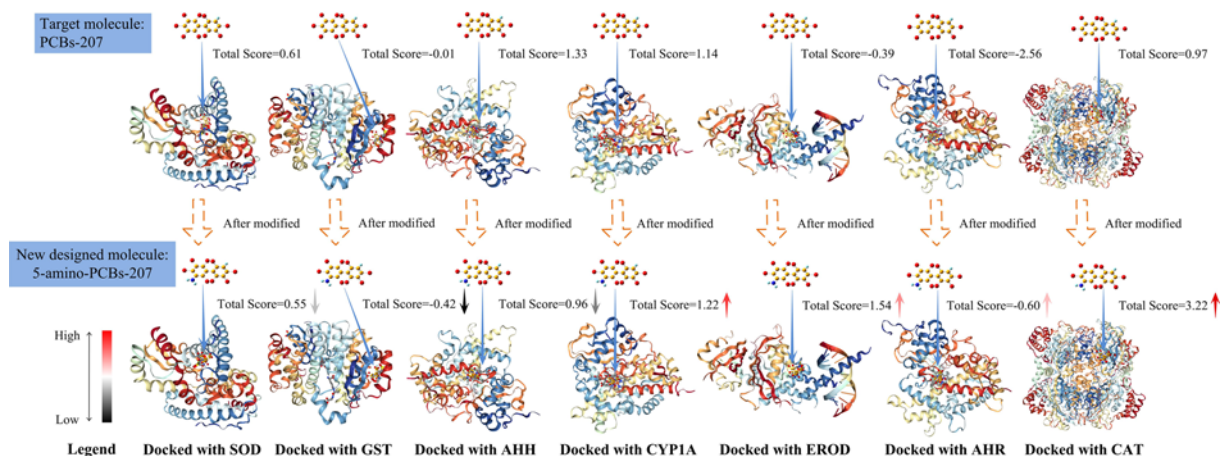 Target molecule:
PCBs-207
Total Score=0.61
Total Score=-0.01
Total Score=1.33
Total Score=1.14
Total Score=-0.39
Total Score=-2.56
Total Score=0.97
After modified
After modified
After modified
After modified
After modified
After modified
After modified
New designed molecule:
5-amino-PCBs-207
Total Score=0.55
Total Score=-0.42
Total Score=0.96
Total Score=1.22
Total Score=1.54
Total Score=-0.60
Total Score=3.22
High
Low
Legend
Docked with SOD
Docked with GST
Docked with AHH
Docked with CYP1A
Docked with EROD
Docked with AHR
Docked with CAT